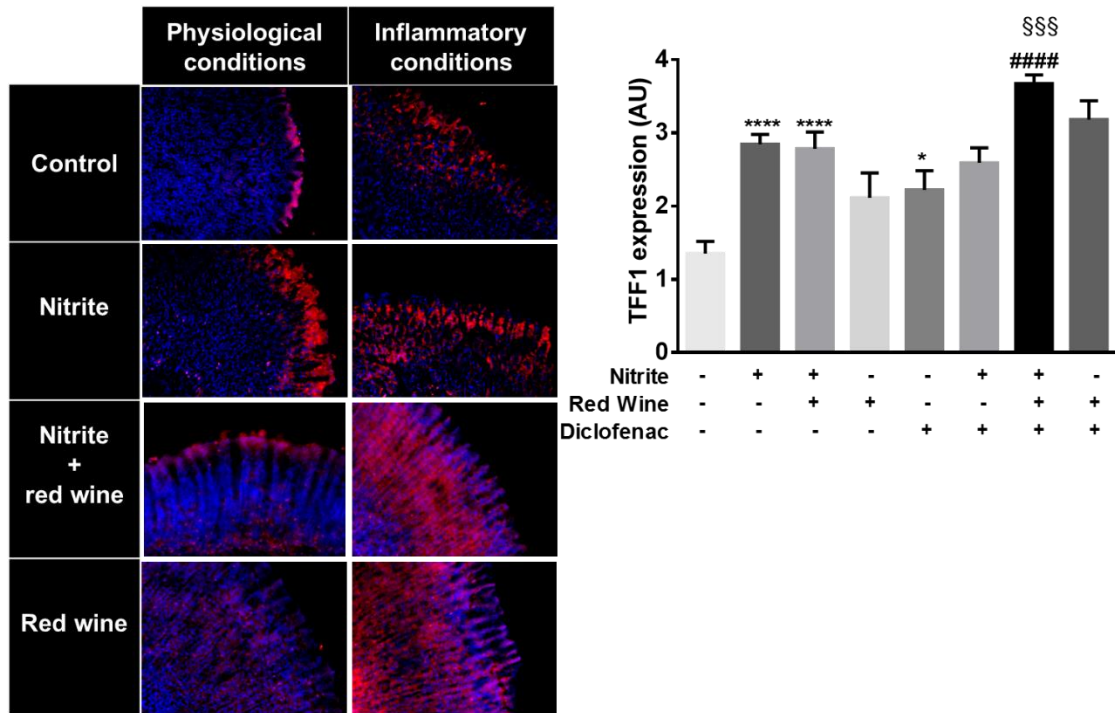 Physiological
conditions
Inflammatory
conditions
Control
Nitrite
Nitrite
+
red wine
Red wine
§§§
####
**** **** *
TFF1 expression (AU)
4
3
2
1
0
Nitrite - + + - - + + -
Red Wine - - + + - - + +
Diclofenac - - - - + + + +